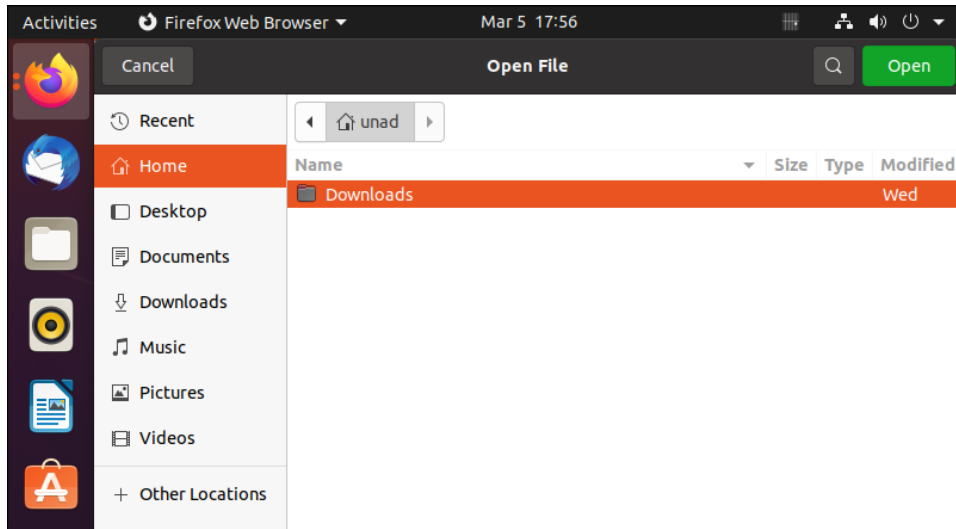 Activities Firefox Web Browser Mar 5 17:56
Cancel Open File Open
Recent
Home
Desktop
Documents
Downloads
Music
Pictures
Videos
+ Other Locations
unad
Name Size Type Modified
Downloads Wed